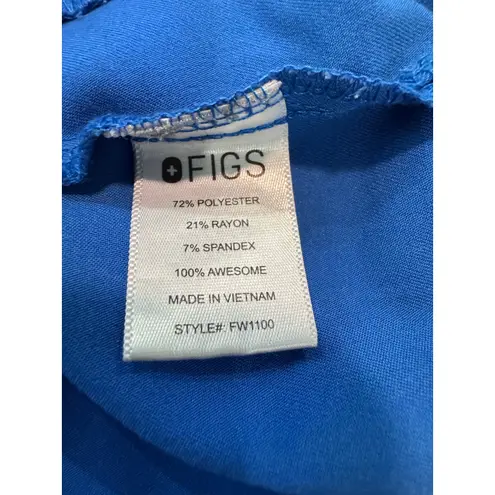 FIGS
72% POLYESTER
21% RAYON
7% SPANDEX
100% AWESOME
MADE IN VIETNAM
STYLE#: FW1100